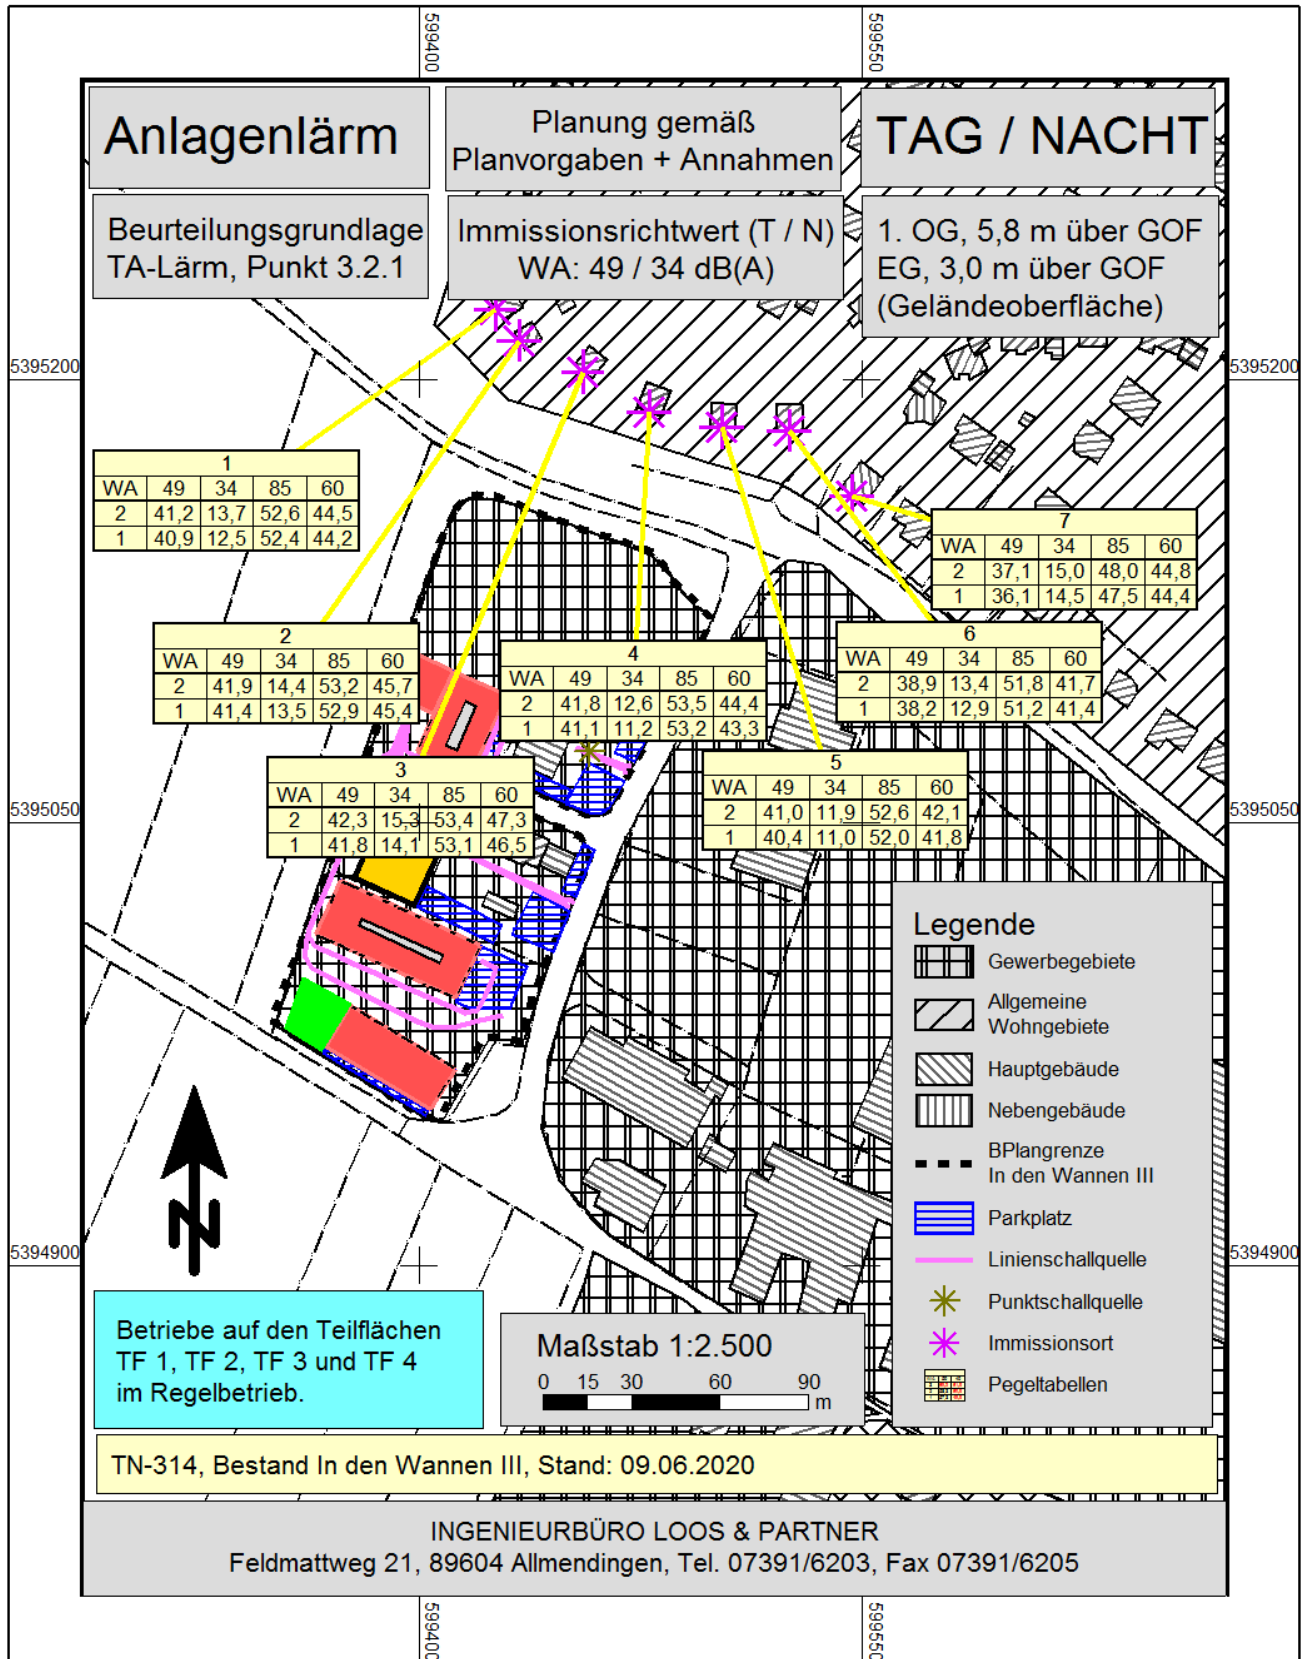 599400
599550
Anlagenlärm
Planung gemäß
Planvorgaben + Annahmen
TAG / NACHT
Beurteilungsgrundlage
TA-Lärm, Punkt 3.2.1
Immissionsrichtwert (T / N)
WA: 49 / 34 dB(A)
1. OG, 5,8 m über GOF
EG, 3,0 m über GOF
(Geländeoberfläche)
5395200
5395200
1
WA 49 34 85 60
2 41,2 13,7 52,6 44,5
1 40,9 12,5 52,4 44,2
7
WA 49 34 85 60
2 37,1 15,0 48,0 44,8
1 36,1 14,5 47,5 44,4
2
WA 49 34 85 60
2 41,9 14,4 53,2 45,7
1 41,4 13,5 52,9 45,4
4
WA 49 34 85 60
2 41,8 12,6 53,5 44,4
1 41,1 11,2 53,2 43,3
6
WA 49 34 85 60
2 38,9 13,4 51,8 41,7
1 38,2 12,9 51,2 41,4
3
WA 49 34 85 60
2 42,3 15,3 53,4 47,3
1 41,8 14,1 53,1 46,5
5
WA 49 34 85 60
2 41,0 11,9 52,6 42,1
1 40,4 11,0 52,0 41,8
5395050
5395050
Legende
Gewerbegebiete
Allgemeine
Wohngebiete
Hauptgebäude
Nebengebäude
BPlangrenze
In den Wannen III
Parkplatz
Linienschallquelle
Punktschallquelle
Immissionsort
Pegeltabellen
N
5394900
5394900
Betriebe auf den Teilflächen
TF 1, TF 2, TF 3 und TF 4
im Regelbetrieb.
Maßstab 1:2.500
0 15 30 60 90
m
TN-314, Bestand In den Wannen III, Stand: 09.06.2020
INGENIEURBÜRO LOOS & PARTNER
Feldmattweg 21, 89604 Allmendingen, Tel. 07391/6203, Fax 07391/6205
599400
599550